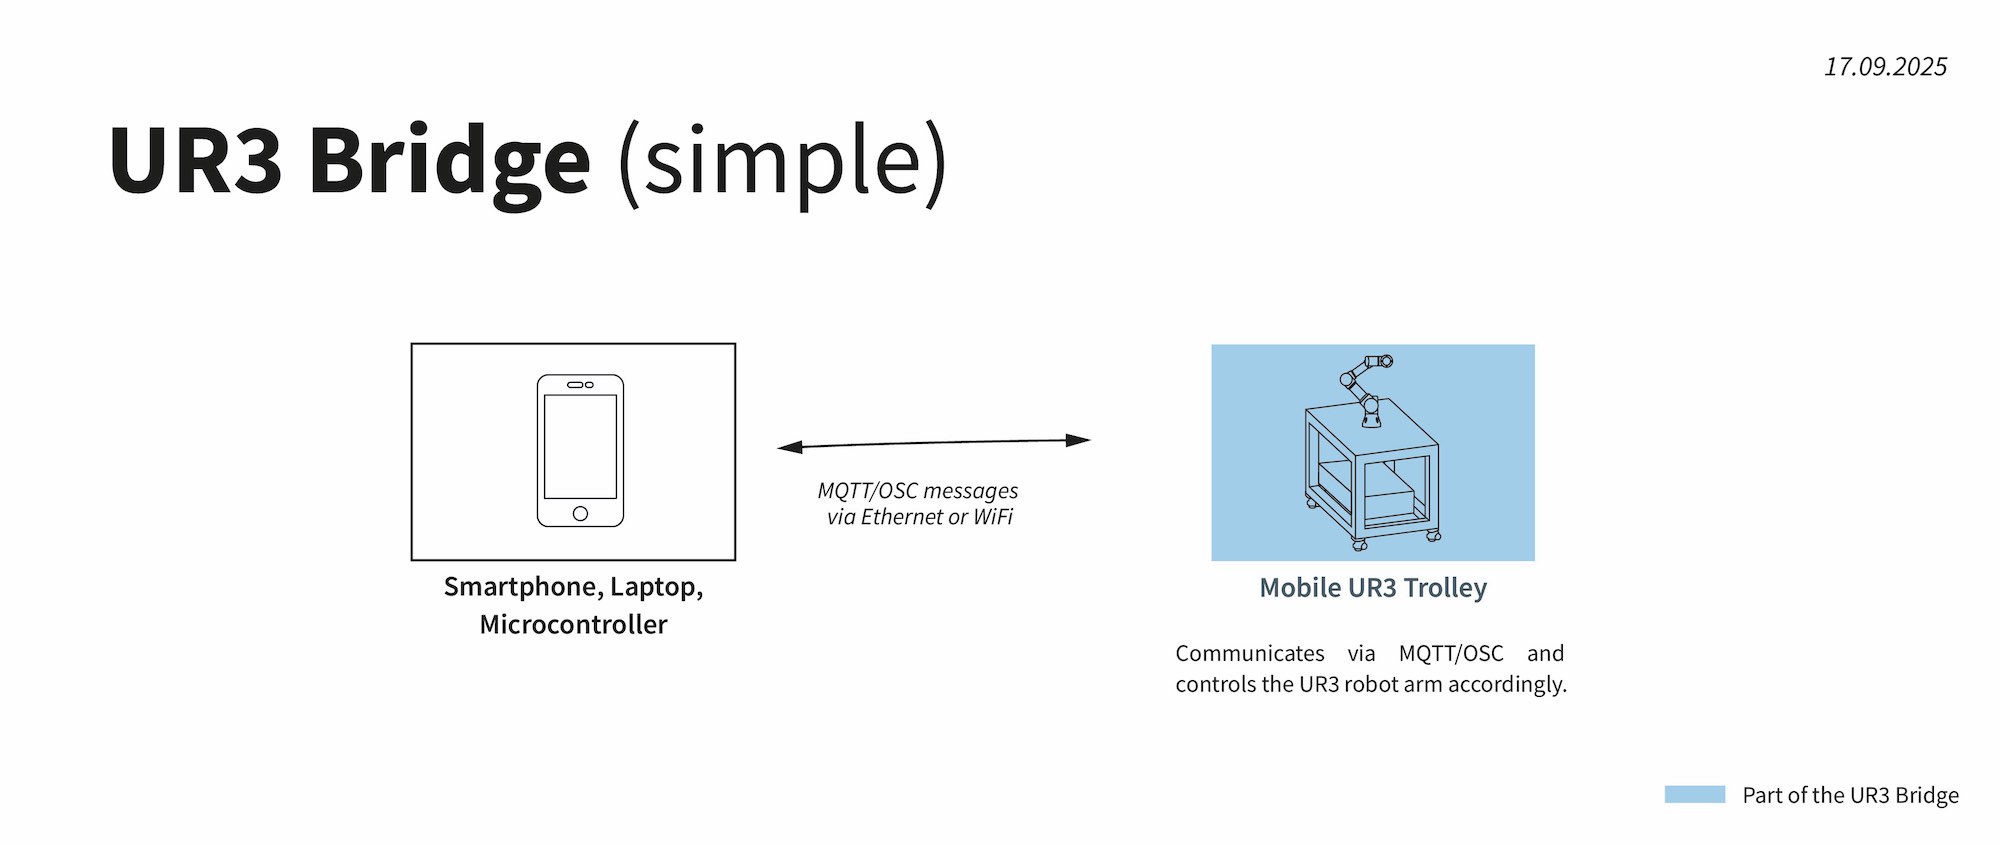 17.09.2025
UR3 Bridge (simple)
MQTT/OSC messages
via Ethernet or WiFi
Smartphone, Laptop,
Microcontroller
Mobile UR3 Trolley
Communicates via MQTT/OSC and
controls the UR3 robot arm accordingly.
Part of the UR3 Bridge